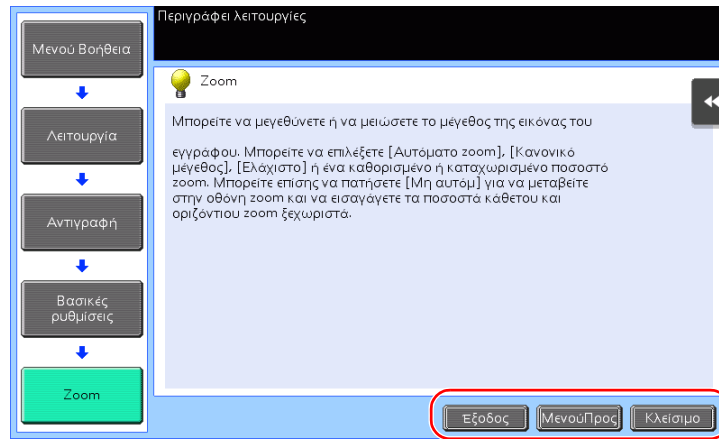 Περιγράφει λειτουργίες
Μενού Βοήθεια
Λειτουργία
Αντιγραφή
Βασικές
ρυθμίσεις
Zoom
Zoom
Μπορείτε να μεγεθύνετε ή να μειώσετε το μέγεθος της εικόνας του
εγγράφου. Μπορείτε να επιλέξετε [Αυτόματο zoom], [Κανονικό
μέγεθος], [Ελάχιστο] ή ένα καθορισμένο ή καταχωρισμένο ποσοστό
zoom. Μπορείτε επίσης να πατήσετε [Μη αυτόμ] για να μεταβείτε
στην οθόνη zoom και να εισαγάγετε τα ποσοστά κάθετου και
οριζόντιου zoom ξεχωριστά.
Έξοδος
ΜενούΠρος
Κλείσιμο